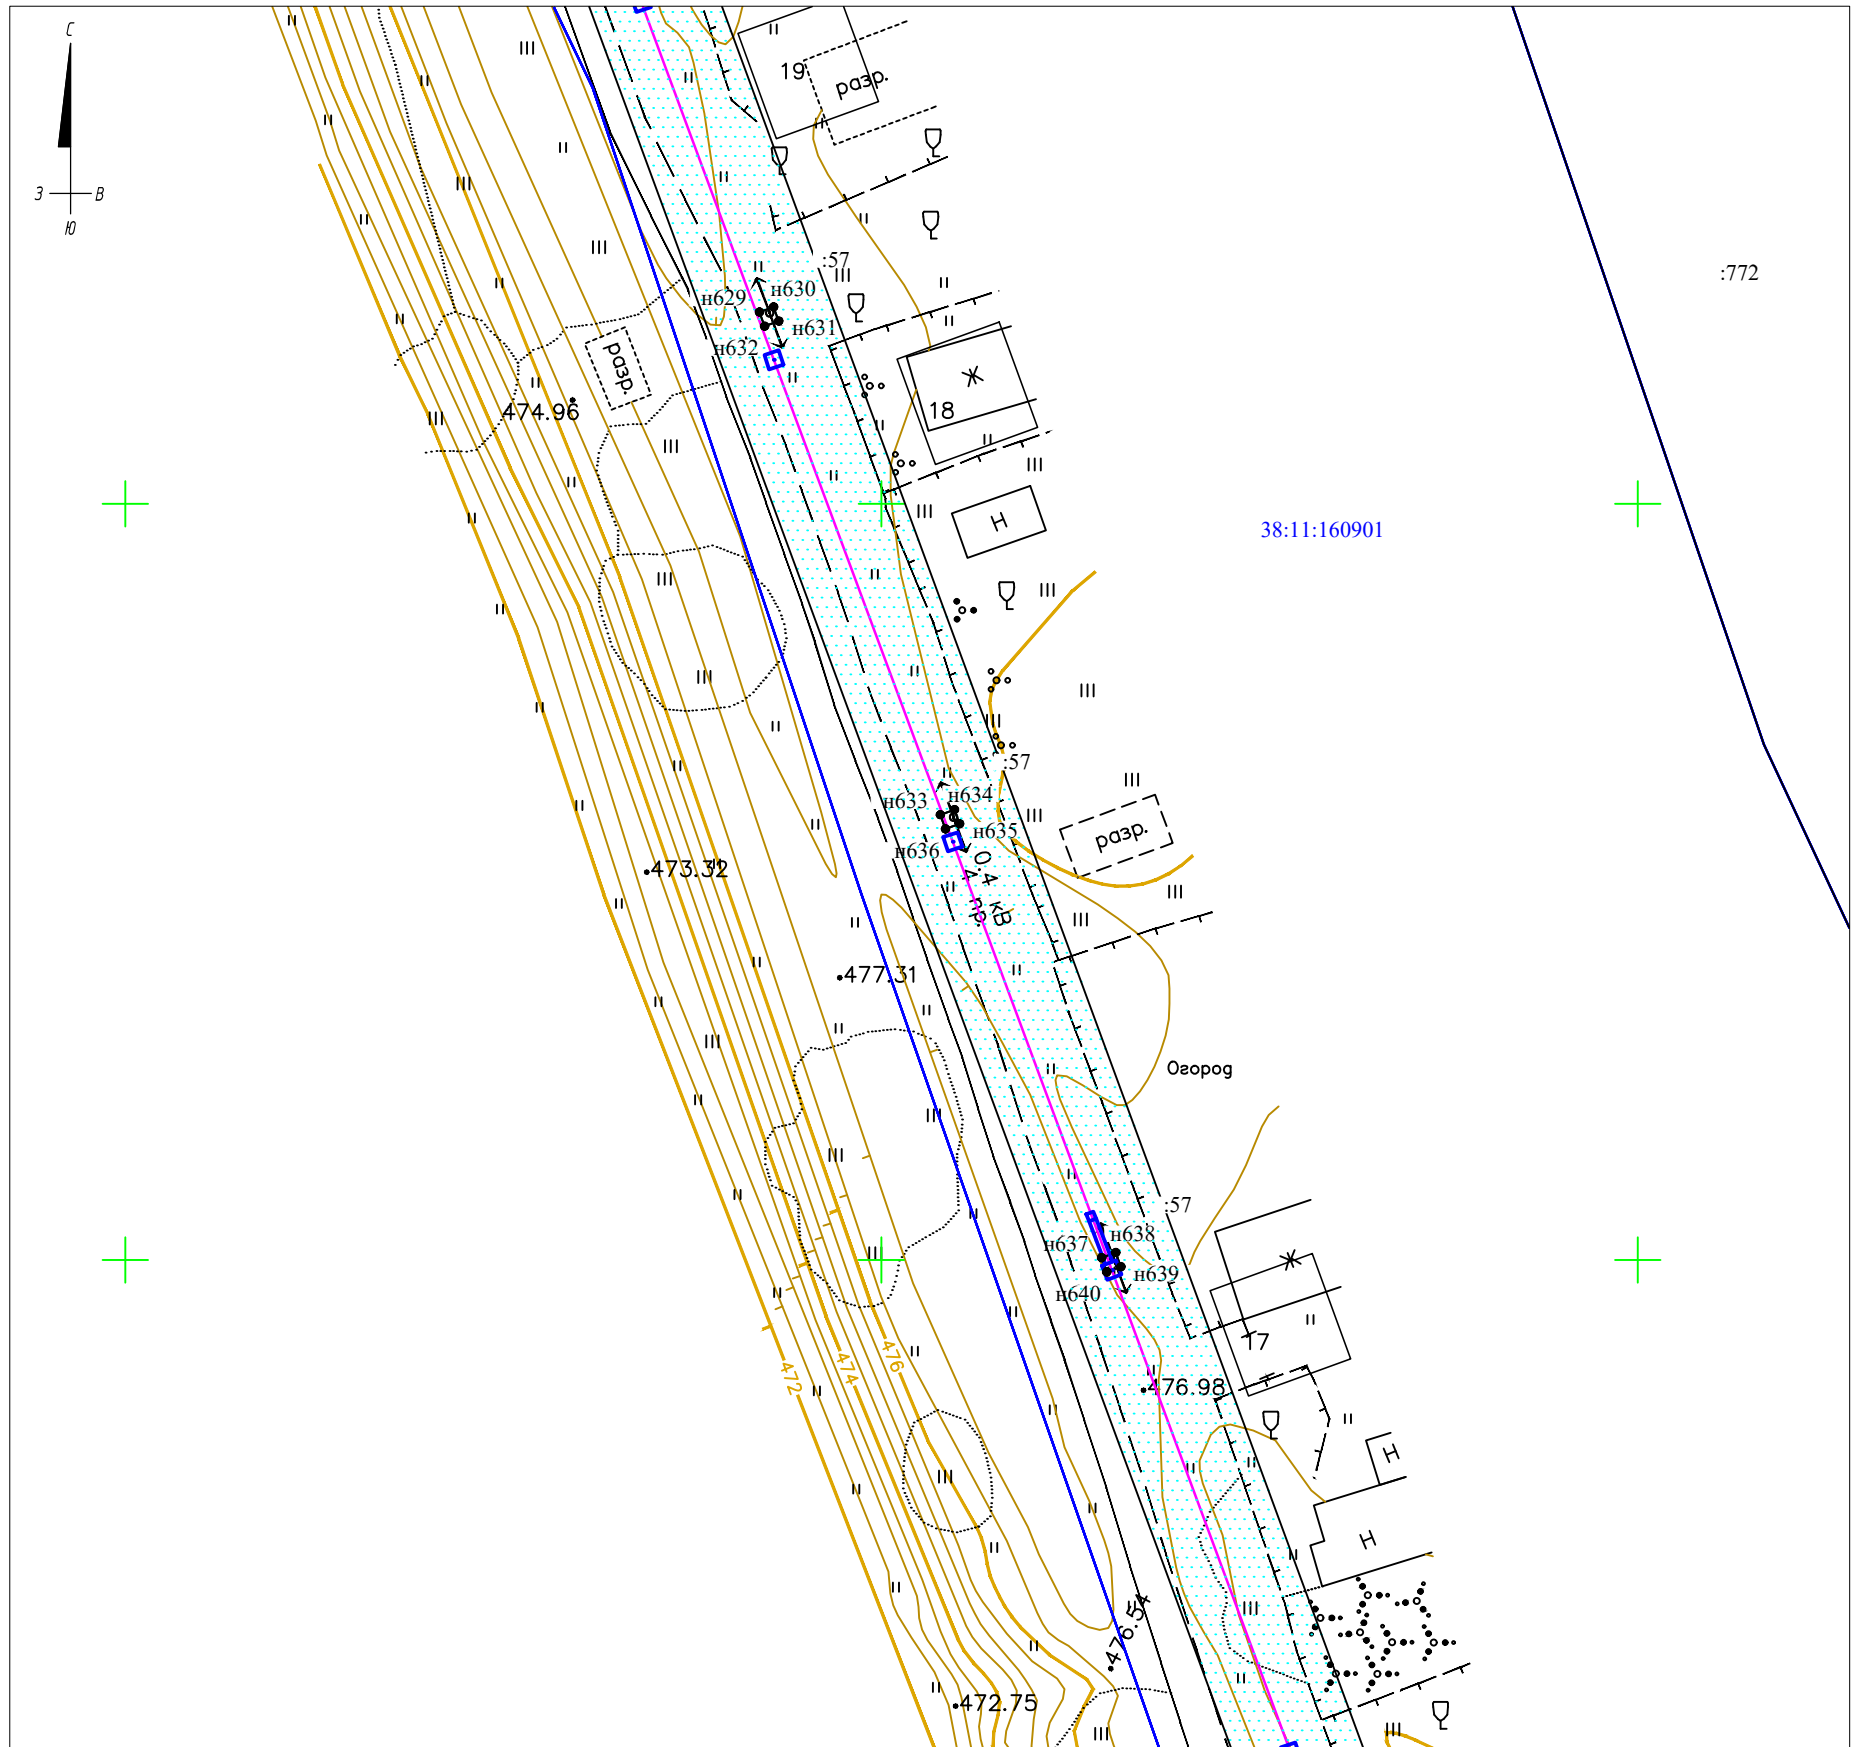 С
З В
Ю
19
разр.
:57
:772
н629
н630
н631
н632
разр.
474.96
Ж
18
Н
38:11:160901
:57
н633
н634
н635
н636
разр.
0.4 кВ
4 пр.
473.32
477.31
Огород
:57
н637
н638
н639
н640
Ж
17
476
474
472
476.98
Н
Н
476.54
472.75